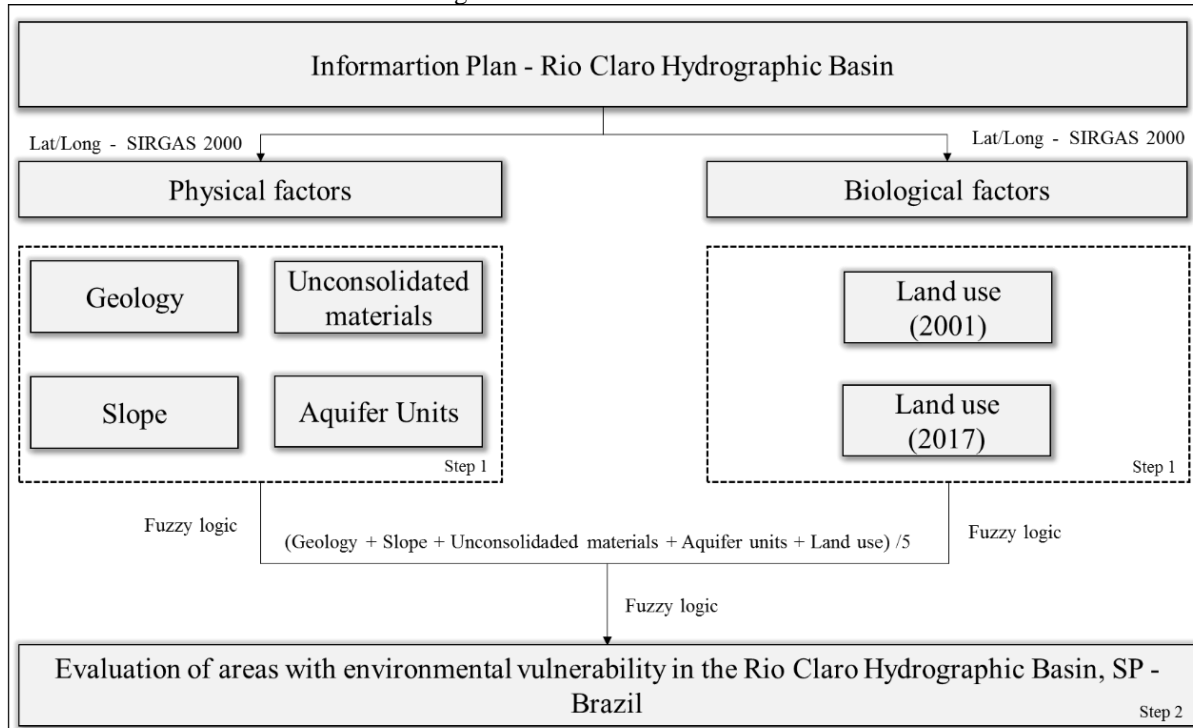 Informartion Plan - Rio Claro Hydrographic Basin
Lat/Long - SIRGAS 2000
Lat/Long - SIRGAS 2000
Physical factors
Biological factors
Geology
Unconsolidated
materials
Slope
Aquifer Units
Step 1
Land use
(2001)
Land use
(2017)
Step 1
Fuzzy logic
(Geology + Slope + Unconsolidaded materials + Aquifer units + Land use) /5
Fuzzy logic
Fuzzy logic
Evaluation of areas with environmental vulnerability in the Rio Claro Hydrographic Basin, SP -
Brazil
Step 2